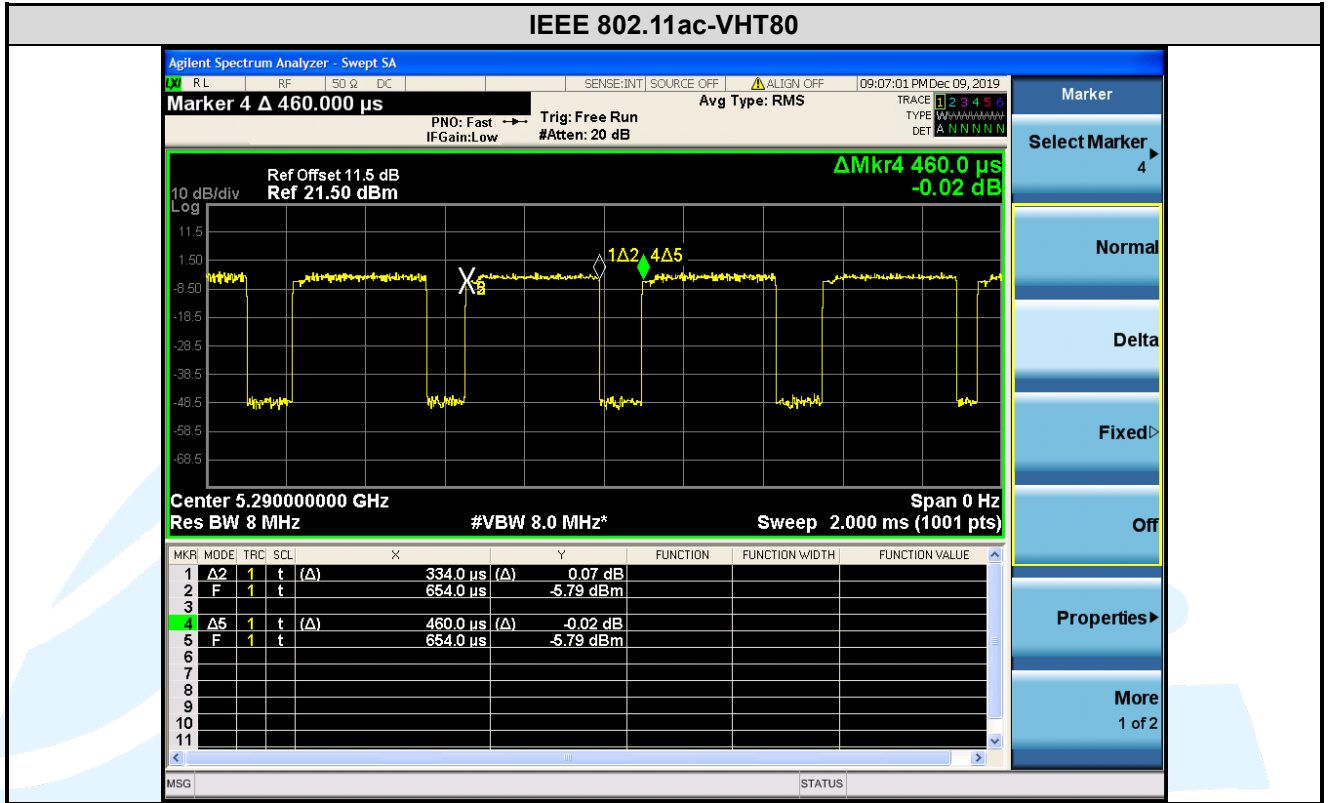 IEEE 802.11ac-VHT80
Agilent Spectrum Analyzer - Swept SA
LXI RL RF 50 Ω DC SENSE:INT SOURCE OFF ALIGN OFF 09:07:01 PM Dec 09, 2019
Marker 4 Δ 460.000 µs
PNO: Fast
IFGain:Low
Trig: Free Run
#Atten: 20 dB
Avg Type: RMS
TRACE 1 2 3 4 5 6
TYPE WWWWWW
DET A N N N N N
ΔMkr4 460.0 µs
-0.02 dB
Ref Offset 11.5 dB
10 dB/div Ref 21.50 dBm
Log
11.5
1.50
-8.50
-18.5
-28.5
-38.5
-48.5
-58.5
-68.5
1Δ2 4Δ5
2
Center 5.290000000 GHz Span 0 Hz
Res BW 8 MHz #VBW 8.0 MHz* Sweep 2.000 ms (1001 pts)
MKR MODE TRC SCL X Y FUNCTION FUNCTION WIDTH FUNCTION VALUE
1 Δ2 1 t (Δ) 334.0 µs (Δ) 0.07 dB
2 F 1 t 654.0 µs -5.79 dBm
3
4 Δ5 1 t (Δ) 460.0 µs (Δ) -0.02 dB
5 F 1 t 654.0 µs -5.79 dBm
6
7
8
9
10
11
MSG STATUS
Marker
Select Marker
4
Normal
Delta
Fixed
Off
Properties
More
1 of 2